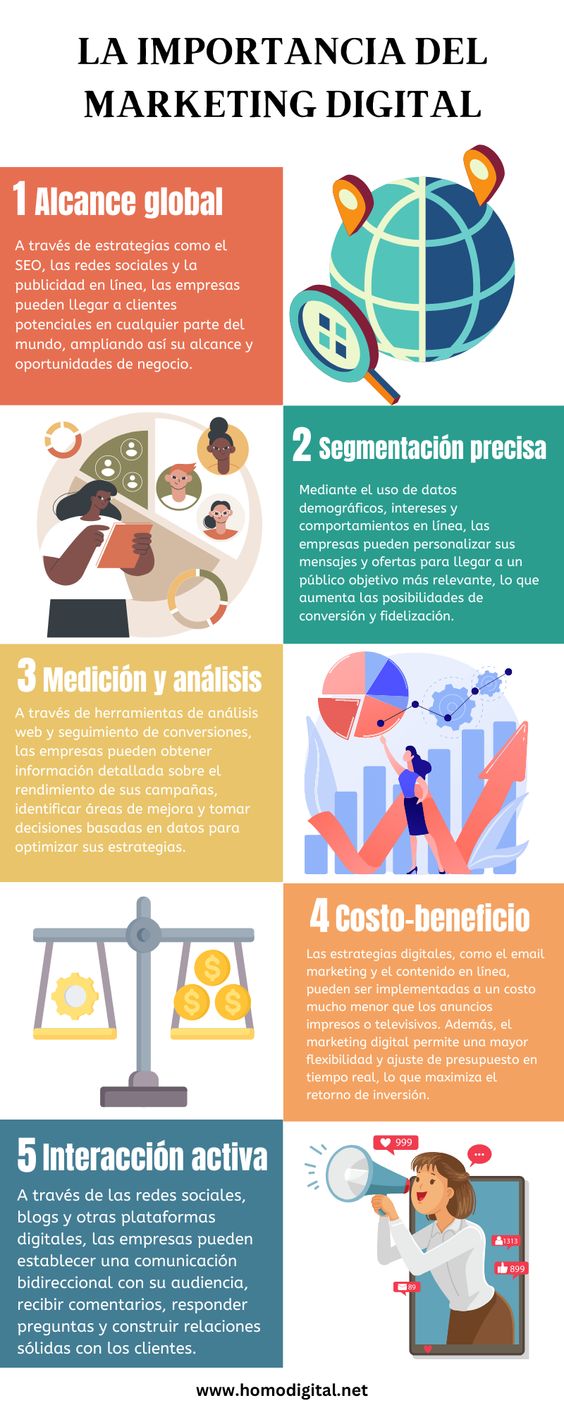 LA IMPORTANCIA DEL
MARKETING DIGITAL
1 Alcance global
A través de estrategias como el
SEO, las redes sociales y la
publicidad en línea, las empresas
pueden llegar a clientes
potenciales en cualquier parte del
mundo, ampliando así su alcance y
oportunidades de negocio.
2 Segmentación precisa
Mediante el uso de datos
demográficos, intereses y
comportamientos en línea, las
empresas pueden personalizar sus
mensajes y ofertas para llegar a un
público objetivo más relevante, lo que
aumenta las posibilidades de
conversión y fidelización.
3 Medición y análisis
A través de herramientas de análisis
web y seguimiento de conversiones,
las empresas pueden obtener
información detallada sobre el
rendimiento de sus campañas,
identificar áreas de mejora y tomar
decisiones basadas en datos para
optimizar sus estrategias.
$
$ $
4 Costo-beneficio
Las estrategias digitales, como el email
marketing y el contenido en línea,
pueden ser implementadas a un costo
mucho menor que los anuncios
impresos o televisivos. Además, el
marketing digital permite una mayor
flexibilidad y ajuste de presupuesto en
tiempo real, lo que maximiza el
retorno de inversión.
5 Interacción activa
A través de las redes sociales,
blogs y otras plataformas
digitales, las empresas pueden
establecer una comunicación
bidireccional con su audiencia,
recibir comentarios, responder
preguntas y construir relaciones
sólidas con los clientes.
999
1313
899
89
www.homodigital.net